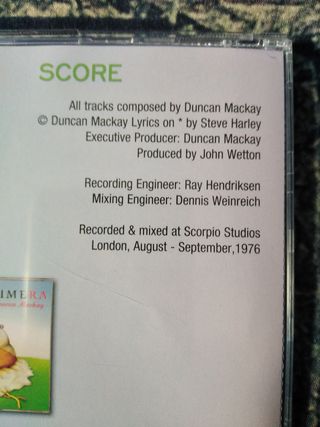 SCORE
All tracks composed by Duncan Mackay
© Duncan Mackay Lyrics on * by Steve Harley
Executive Producer: Duncan Mackay
Produced by John Wetton
Recording Engineer: Ray Hendriksen
Mixing Engineer: Dennis Weinreich
Recorded & mixed at Scorpio Studios
London, August - September,1976
IMERA
Mackay